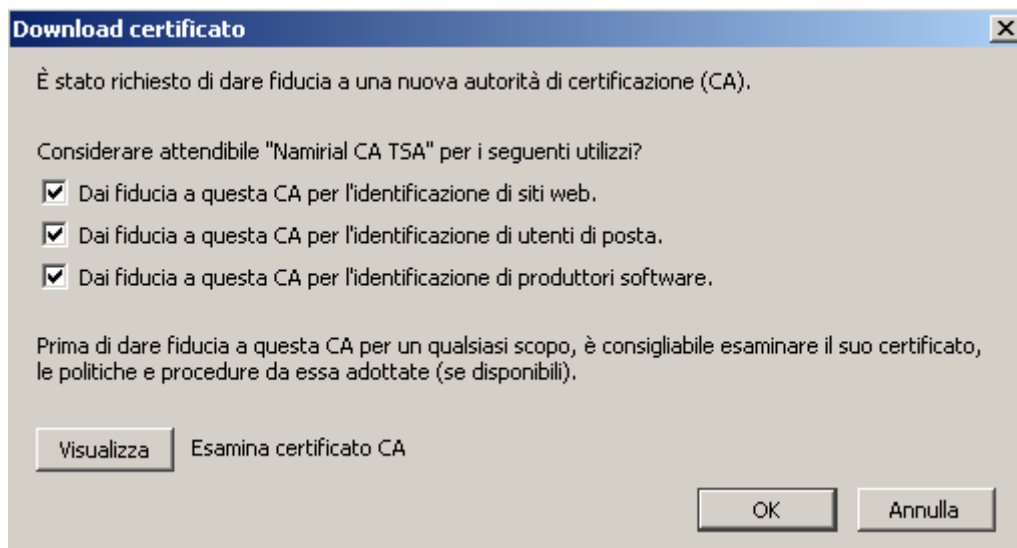 Download certificato
È stato richiesto di dare fiducia a una nuova autorità di certificazione (CA).
Considerare attendibile "Namirial CA TSA" per i seguenti utilizzi?
Dai fiducia a questa CA per l'identificazione di siti web.
Dai fiducia a questa CA per l'identificazione di utenti di posta.
Dai fiducia a questa CA per l'identificazione di produttori software.
Prima di dare fiducia a questa CA per un qualsiasi scopo, è consigliabile esaminare il suo certificato,
le politiche e procedure da essa adottate (se disponibili).
Visualizza Esamina certificato CA
OK Annulla